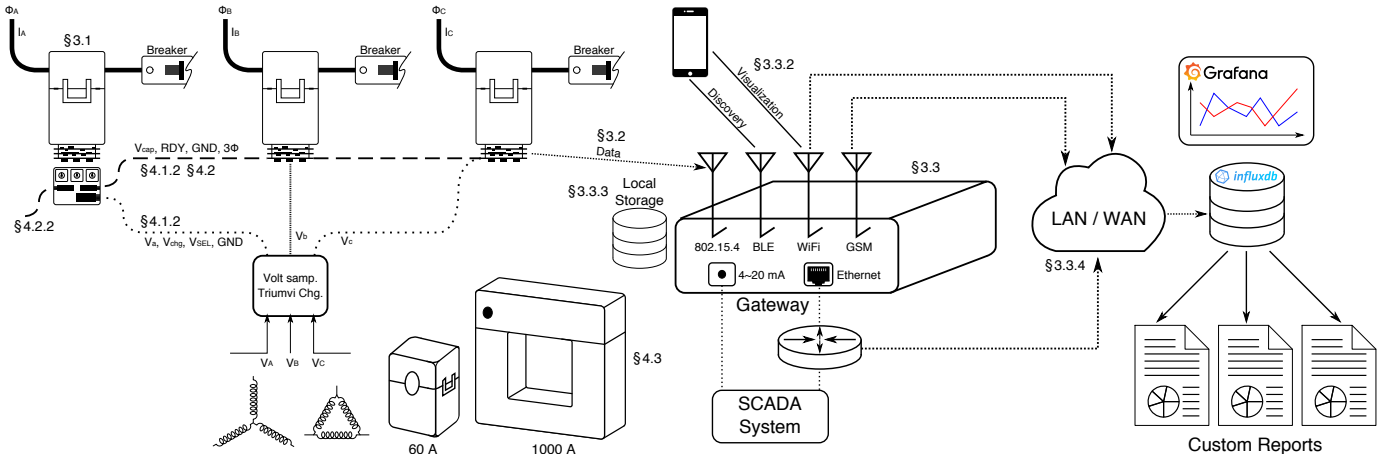 ΦA
IA
§3.1
Breaker
ΦB
IB
Breaker
ΦC
IC
Breaker
Vcap, RDY, GND, 3Φ
§4.1.2 §4.2
§4.2.2
§4.1.2
Va, Vchg, VSEL, GND
Vb
Vc
Volt samp.
Triumvi Chg.
VA
VB
VC
60 A
1000 A
§4.3
§3.2
Data
§3.3.3
Local
Storage
Discovery
Visualization
§3.3.2
§3.3
802.15.4
BLE
WiFi
GSM
4~20 mA
Ethernet
Gateway
SCADA
System
LAN / WAN
§3.3.4
Grafana
influxdb
Custom Reports